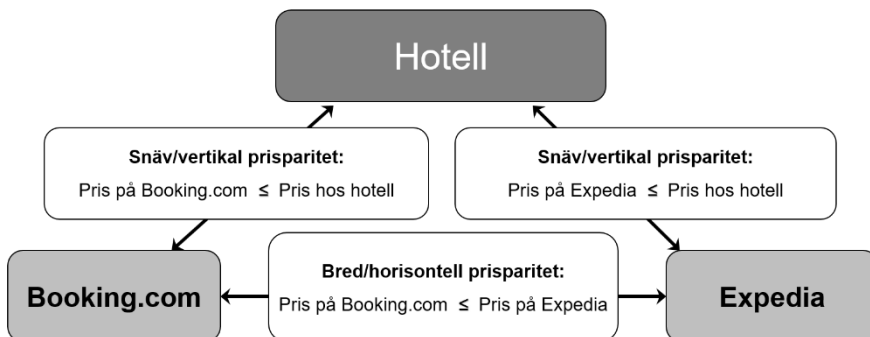 Hotell
Snäv/vertikal prisparitet:
Pris på Booking.com ≤ Pris hos hotell
Snäv/vertikal prisparitet:
Pris på Expedia ≤ Pris hos hotell
Booking.com
Bred/horisontell prisparitet:
Pris på Booking.com ≤ Pris på Expedia
Expedia